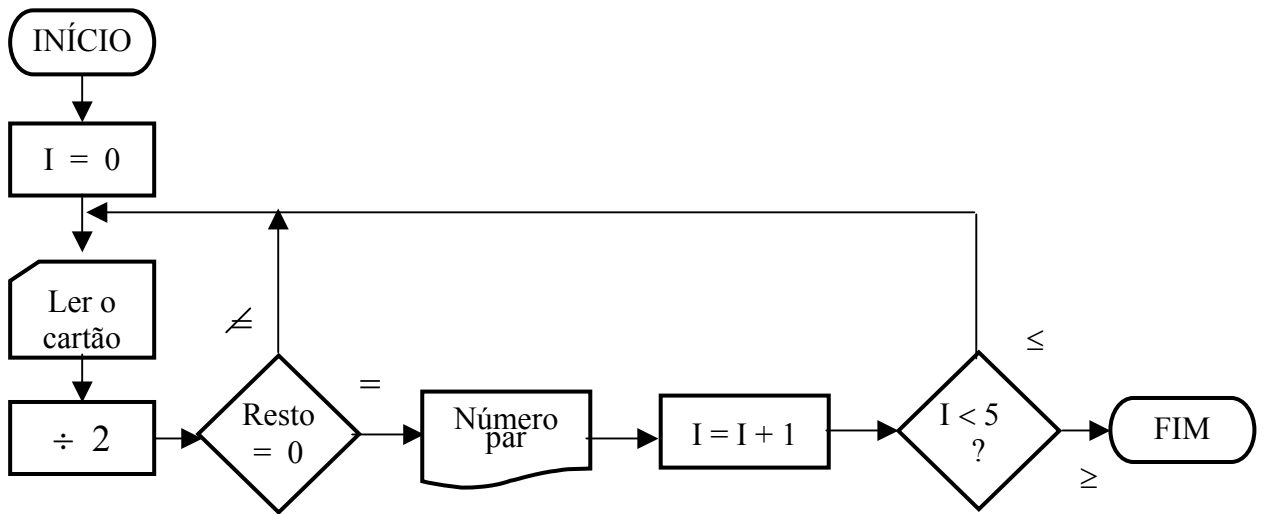 INÍCIO
I = 0
Ler o
cartão
÷ 2
≠
Resto
= 0
=
Número
par
I = I + 1
I < 5
?
≤
≥
FIM